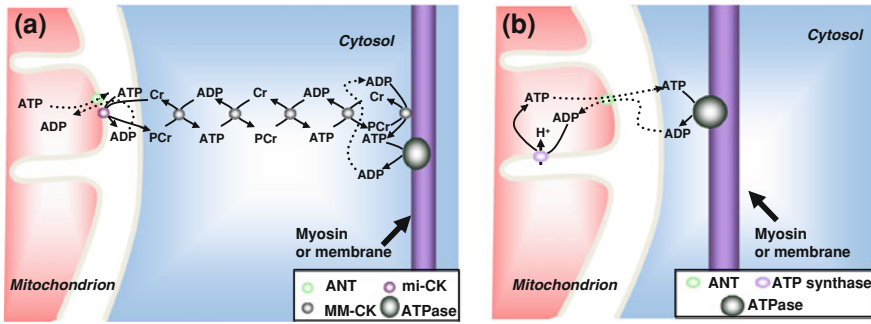 (a)
Cytosol
ADP
ATP
ATP
Cr
ADP
Cr
ADP
Cr
ADP
ADP
PCr
ATP
PCr
ATP
PCr
ATP
ADP
Myosin
or membrane
Mitochondrion
ANT
mi-CK
MM-CK
ATPase
(b)
Cytosol
ATP
ATP
ADP
H+
ADP
Myosin
or membrane
Mitochondrion
ANT
ATP synthase
ATPase